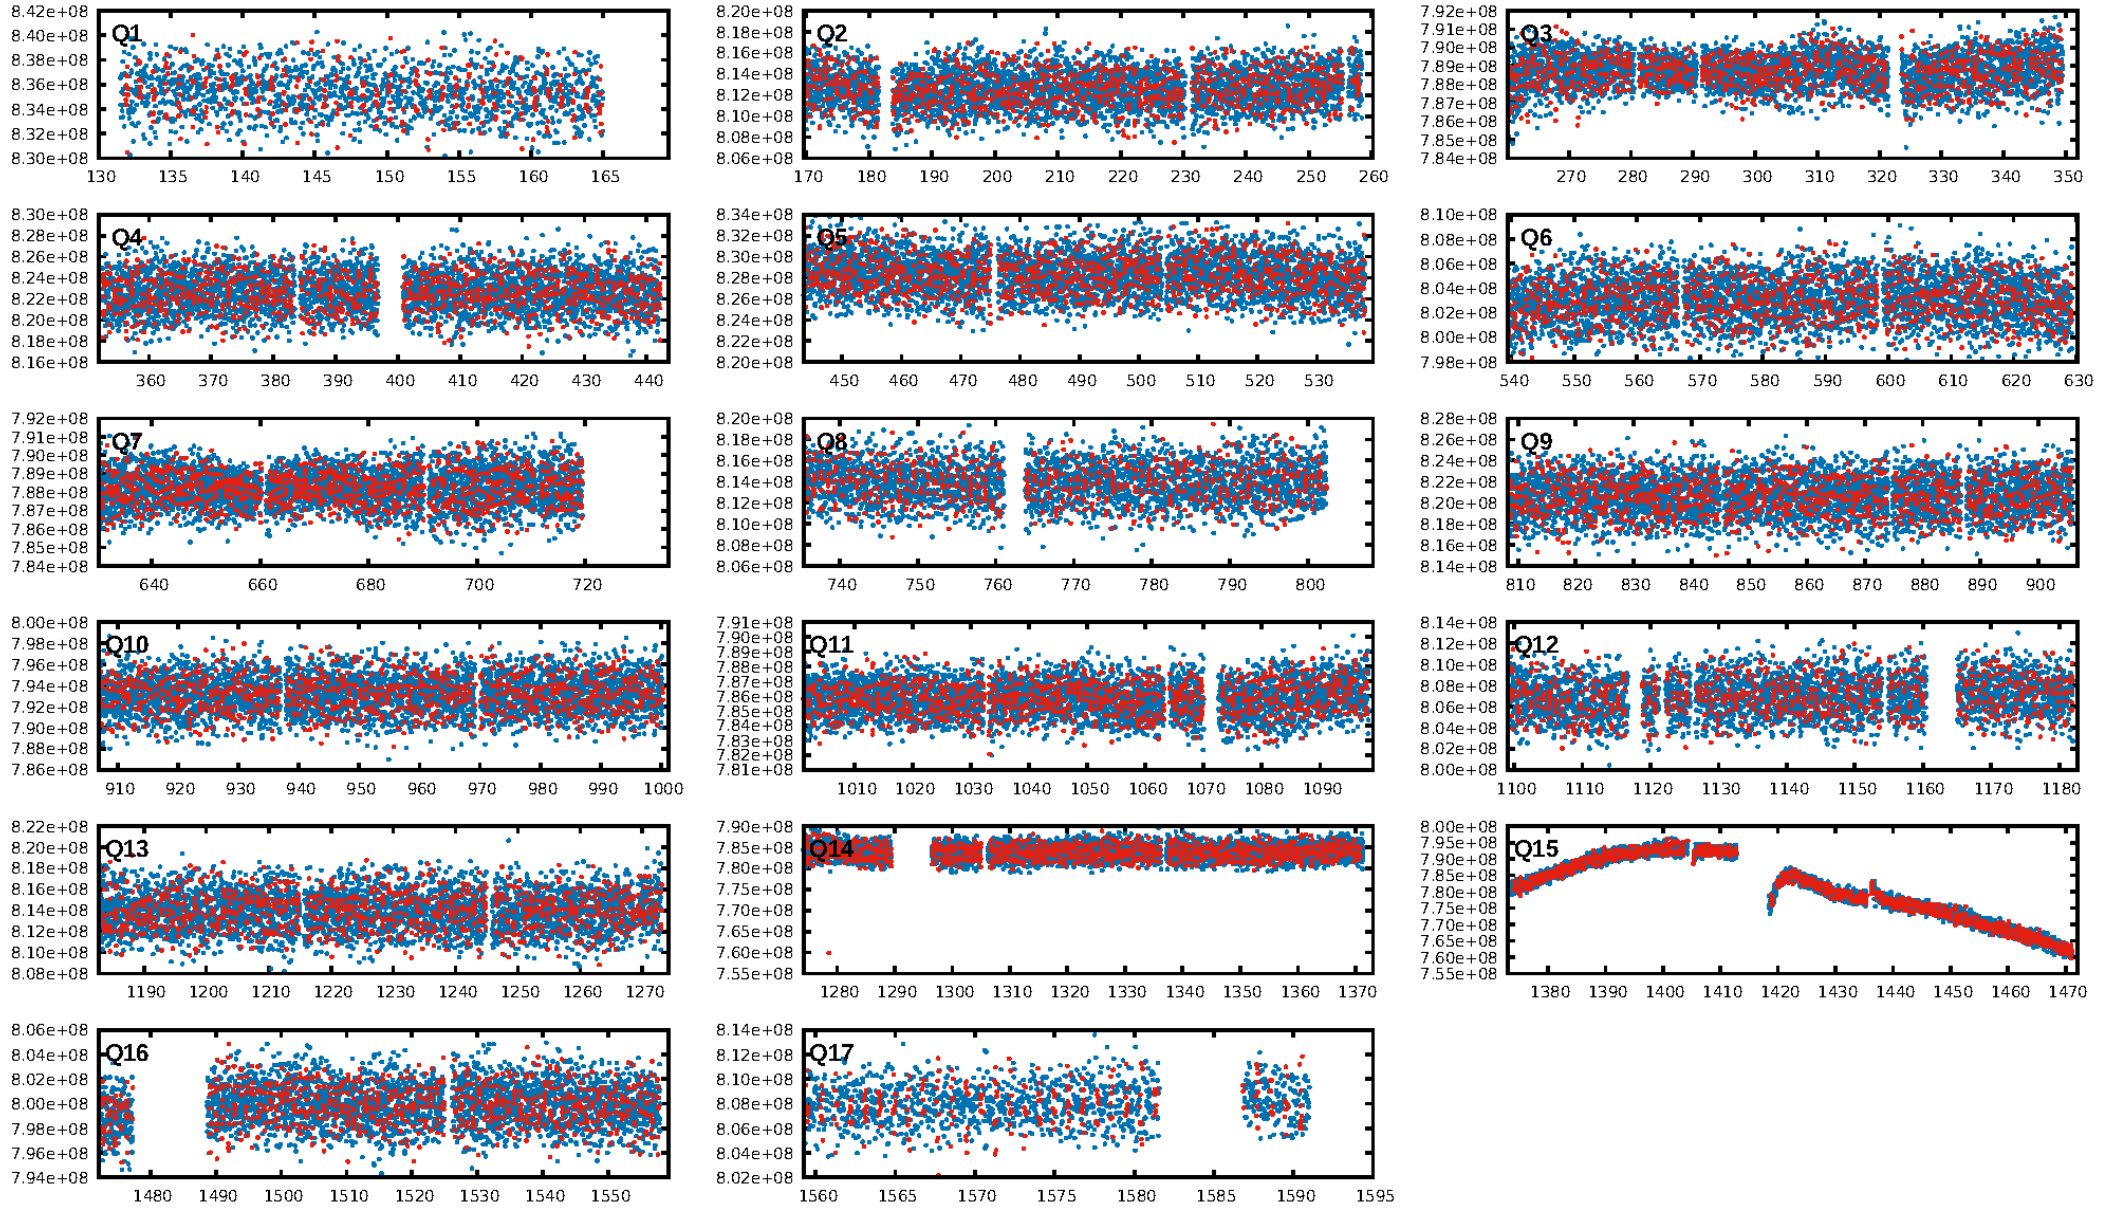 Q1
8.42e+08
8.40e+08
8.38e+08
8.36e+08
8.34e+08
8.32e+08
8.30e+08
130 135 140 145 150 155 160 165
Q2
8.20e+08
8.18e+08
8.16e+08
8.14e+08
8.12e+08
8.10e+08
8.08e+08
8.06e+08
170 180 190 200 210 220 230 240 250 260
Q3
7.92e+08
7.91e+08
7.90e+08
7.89e+08
7.88e+08
7.87e+08
7.86e+08
7.85e+08
7.84e+08
270 280 290 300 310 320 330 340 350
Q4
8.30e+08
8.28e+08
8.26e+08
8.24e+08
8.22e+08
8.20e+08
8.18e+08
8.16e+08
360 370 380 390 400 410 420 430 440
Q5
8.34e+08
8.32e+08
8.30e+08
8.28e+08
8.26e+08
8.24e+08
8.22e+08
8.20e+08
450 460 470 480 490 500 510 520 530
Q6
8.10e+08
8.08e+08
8.06e+08
8.04e+08
8.02e+08
8.00e+08
7.98e+08
540 550 560 570 580 590 600 610 620 630
Q7
7.92e+08
7.91e+08
7.90e+08
7.89e+08
7.88e+08
7.87e+08
7.86e+08
7.85e+08
7.84e+08
640 660 680 700 720
Q8
8.20e+08
8.18e+08
8.16e+08
8.14e+08
8.12e+08
8.10e+08
8.08e+08
8.06e+08
740 750 760 770 780 790 800
Q9
8.28e+08
8.26e+08
8.24e+08
8.22e+08
8.20e+08
8.18e+08
8.16e+08
8.14e+08
810 820 830 840 850 860 870 880 890 900
Q10
8.00e+08
7.98e+08
7.96e+08
7.94e+08
7.92e+08
7.90e+08
7.88e+08
7.86e+08
910 920 930 940 950 960 970 980 990 1000
Q11
7.91e+08
7.90e+08
7.89e+08
7.88e+08
7.87e+08
7.86e+08
7.85e+08
7.84e+08
7.83e+08
7.82e+08
7.81e+08
1010 1020 1030 1040 1050 1060 1070 1080 1090
Q12
8.14e+08
8.12e+08
8.10e+08
8.08e+08
8.06e+08
8.04e+08
8.02e+08
8.00e+08
1100 1110 1120 1130 1140 1150 1160 1170 1180
Q13
8.22e+08
8.20e+08
8.18e+08
8.16e+08
8.14e+08
8.12e+08
8.10e+08
8.08e+08
1190 1200 1210 1220 1230 1240 1250 1260 1270
Q14
7.90e+08
7.85e+08
7.80e+08
7.75e+08
7.70e+08
7.65e+08
7.60e+08
7.55e+08
1280 1290 1300 1310 1320 1330 1340 1350 1360 1370
Q15
8.00e+08
7.95e+08
7.90e+08
7.85e+08
7.80e+08
7.75e+08
7.70e+08
7.65e+08
7.60e+08
7.55e+08
1380 1390 1400 1410 1420 1430 1440 1450 1460 1470
Q16
8.06e+08
8.04e+08
8.02e+08
8.00e+08
7.98e+08
7.96e+08
7.94e+08
1480 1490 1500 1510 1520 1530 1540 1550
Q17
8.14e+08
8.12e+08
8.10e+08
8.08e+08
8.06e+08
8.04e+08
8.02e+08
1560 1565 1570 1575 1580 1585 1590 1595